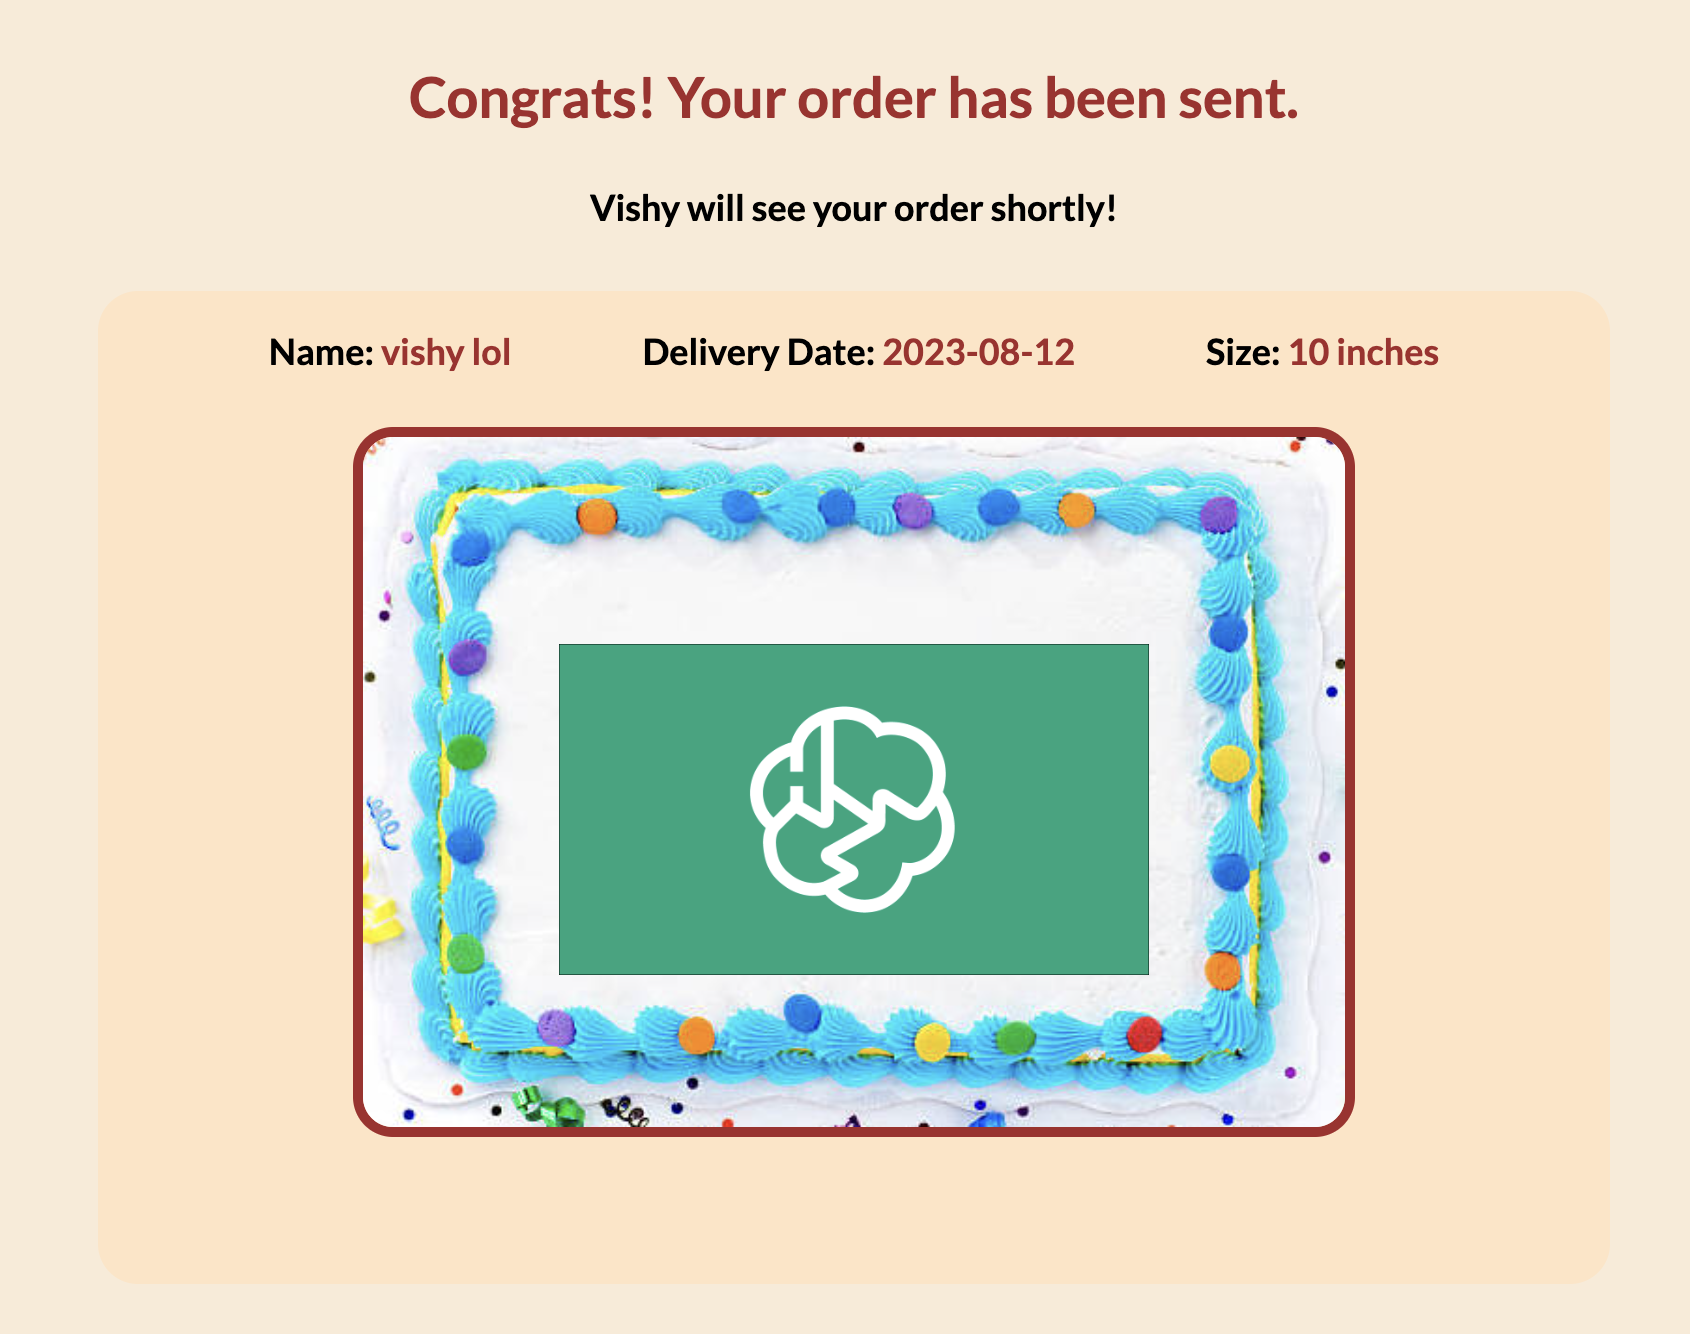 Congrats! Your order has been sent.
Vishy will see your order shortly!
Name: vishy lol Delivery Date: 2023-08-12 Size: 10 inches